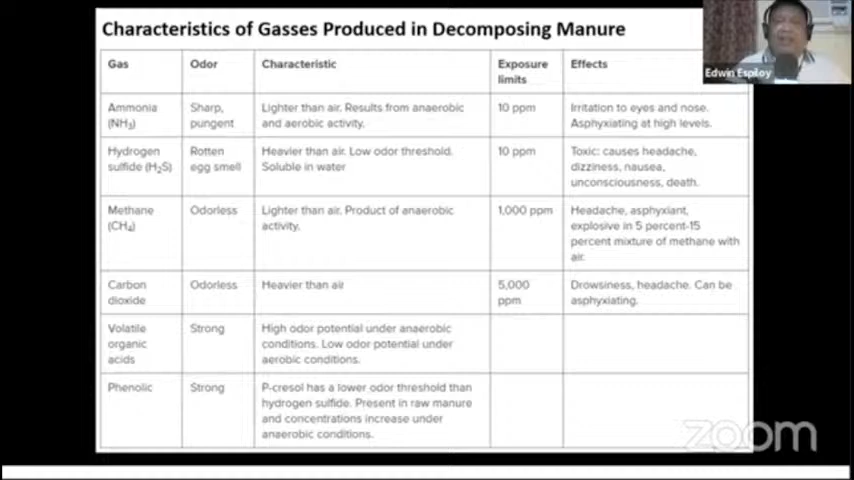 Characteristics of Gasses Produced in Decomposing Manure
Edwin Espiloy
Gas Odor Characteristic Exposure limits Effects
Ammonia (NH3) Sharp, pungent Lighter than air. Results from anaerobic and aerobic activity. 10 ppm Irritation to eyes and nose. Asphyxiating at high levels.
Hydrogen sulfide (H2S) Rotten egg smell Heavier than air. Low odor threshold. Soluble in water 10 ppm Toxic: causes headache, dizziness, nausea, unconsciousness, death.
Methane (CH4) Odorless Lighter than air. Product of anaerobic activity. 1,000 ppm Headache, asphyxiant, explosive in 5 percent-15 percent mixture of methane with air.
Carbon dioxide Odorless Heavier than air 5,000 ppm Drowsiness, headache. Can be asphyxiating.
Volatile organic acids Strong High odor potential under anaerobic conditions. Low odor potential under aerobic conditions.
Phenolic Strong P-cresol has a lower odor threshold than hydrogen sulfide. Present in raw manure and concentrations increase under anaerobic conditions.
zoom